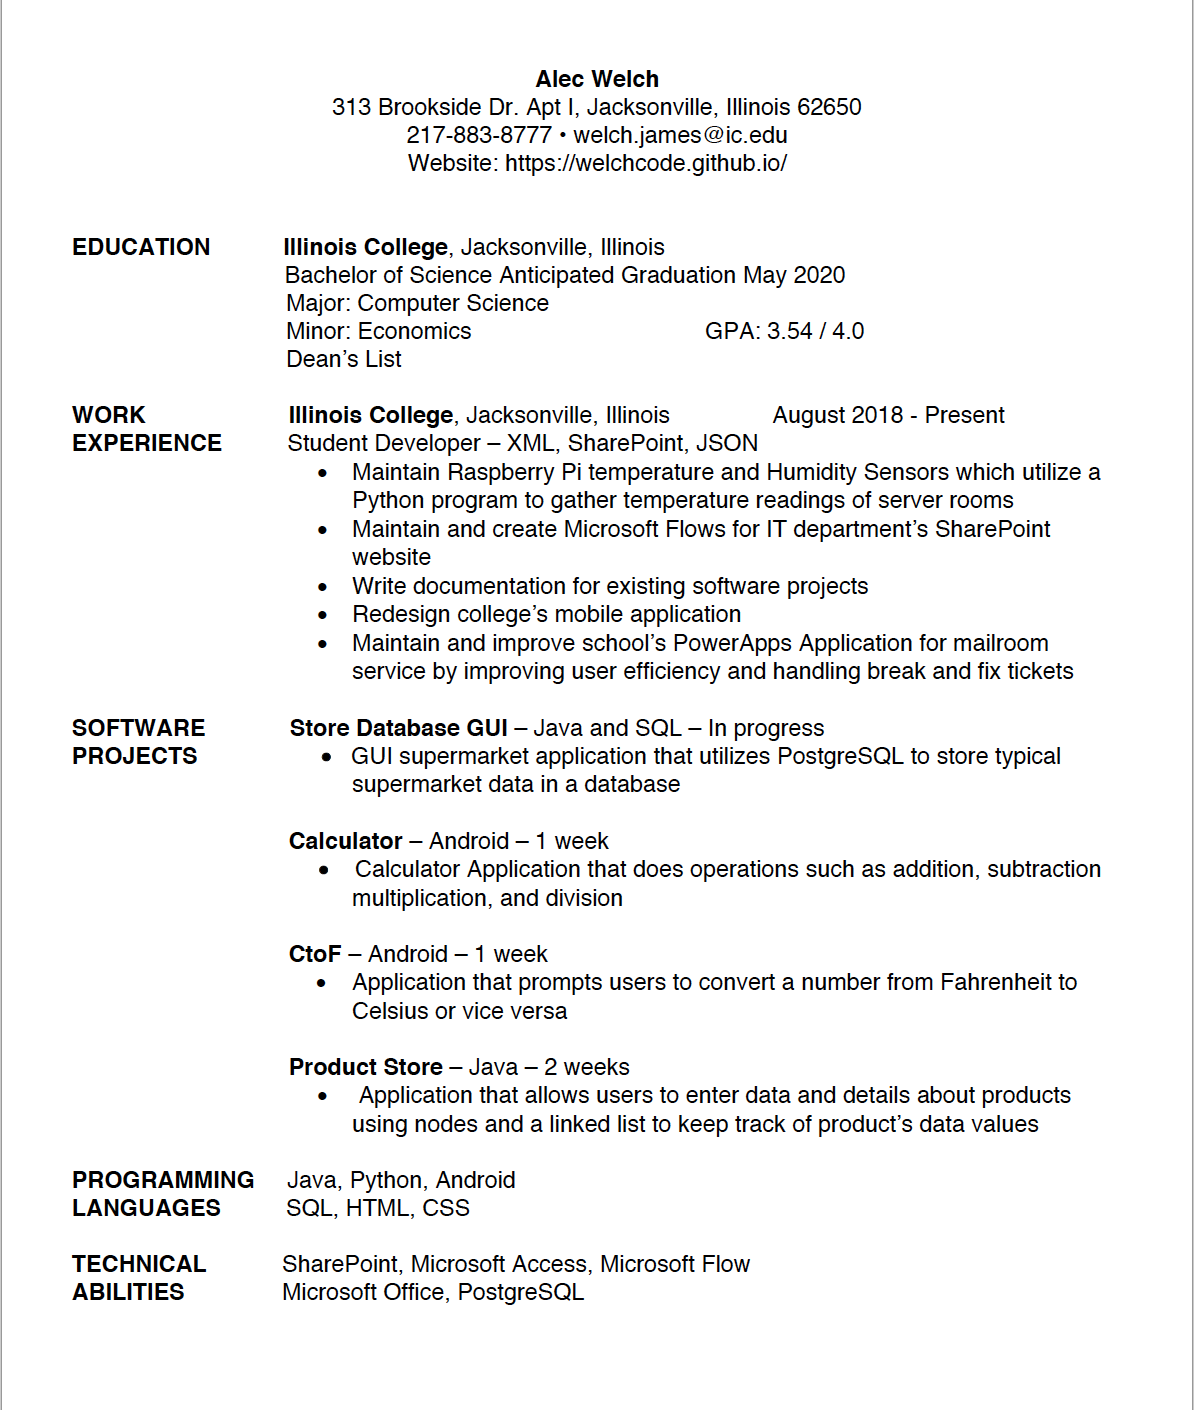 Alec Welch
313 Brookside Dr. Apt I, Jacksonville, Illinois 62650
217-883-8777 • welch.james@ic.edu
Website: https://welchcode.github.io/
EDUCATION Illinois College, Jacksonville, Illinois
Bachelor of Science Anticipated Graduation May 2020
Major: Computer Science
Minor: Economics GPA: 3.54 / 4.0
Dean’s List
WORK Illinois College, Jacksonville, Illinois August 2018 - Present
EXPERIENCE Student Developer – XML, SharePoint, JSON
• Maintain Raspberry Pi temperature and Humidity Sensors which utilize a
Python program to gather temperature readings of server rooms
• Maintain and create Microsoft Flows for IT department’s SharePoint
website
• Write documentation for existing software projects
• Redesign college’s mobile application
• Maintain and improve school’s PowerApps Application for mailroom
service by improving user efficiency and handling break and fix tickets
SOFTWARE Store Database GUI – Java and SQL – In progress
PROJECTS • GUI supermarket application that utilizes PostgreSQL to store typical
supermarket data in a database
Calculator – Android – 1 week
• Calculator Application that does operations such as addition, subtraction
multiplication, and division
CtoF – Android – 1 week
• Application that prompts users to convert a number from Fahrenheit to
Celsius or vice versa
Product Store – Java – 2 weeks
• Application that allows users to enter data and details about products
using nodes and a linked list to keep track of product’s data values
PROGRAMMING Java, Python, Android
LANGUAGES SQL, HTML, CSS
TECHNICAL SharePoint, Microsoft Access, Microsoft Flow
ABILITIES Microsoft Office, PostgreSQL